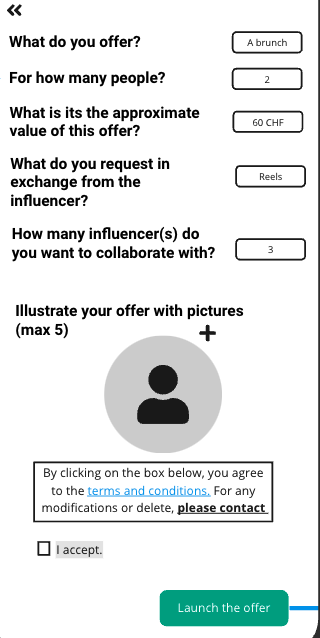 What do you offer?
A brunch
For how many people?
2
What is its the approximate
value of this offer?
60 CHF
What do you request in
exchange from the
influencer?
Reels
How many influencer(s) do
you want to collaborate with?
3
Illustrate your offer with pictures
(max 5)
By clicking on the box below, you agree
to the terms and conditions. For any
modifications or delete, please contact
I accept.
Launch the offer